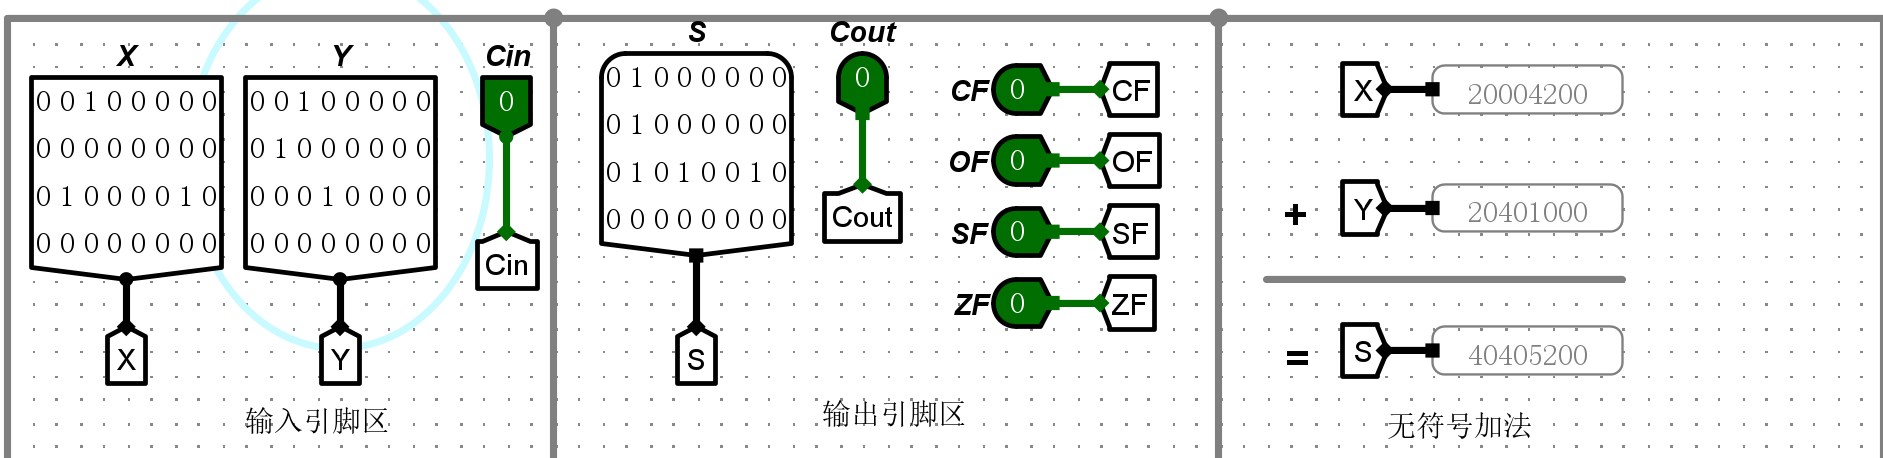 X
0 0 1 0 0 0 0 0
0 0 0 0 0 0 0 0
0 1 0 0 0 0 1 0
0 0 0 0 0 0 0 0
X
Y
0 0 1 0 0 0 0 0
0 1 0 0 0 0 0 0
0 0 0 1 0 0 0 0
0 0 0 0 0 0 0 0
Y
Cin
0
Cin
输入引脚区
S
0 1 0 0 0 0 0 0
0 1 0 0 0 0 0 0
0 1 0 1 0 0 1 0
0 0 0 0 0 0 0 0
S
Cout
0
Cout
CF 0 CF
OF 0 OF
SF 0 SF
ZF 0 ZF
输出引脚区
X 20004200
+ Y 20401000
= S 40405200
无符号加法